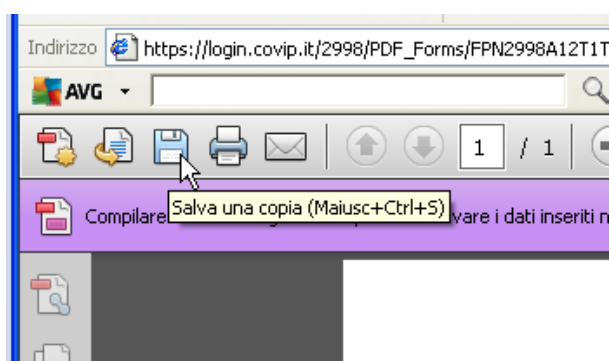 Indirizzo https://login.covip.it/2998/PDF_Forms/FPN2998A12T1T
AVG
1 / 1
Salva una copia (Maiusc+Ctrl+S)
Compilare vare i dati inseriti n